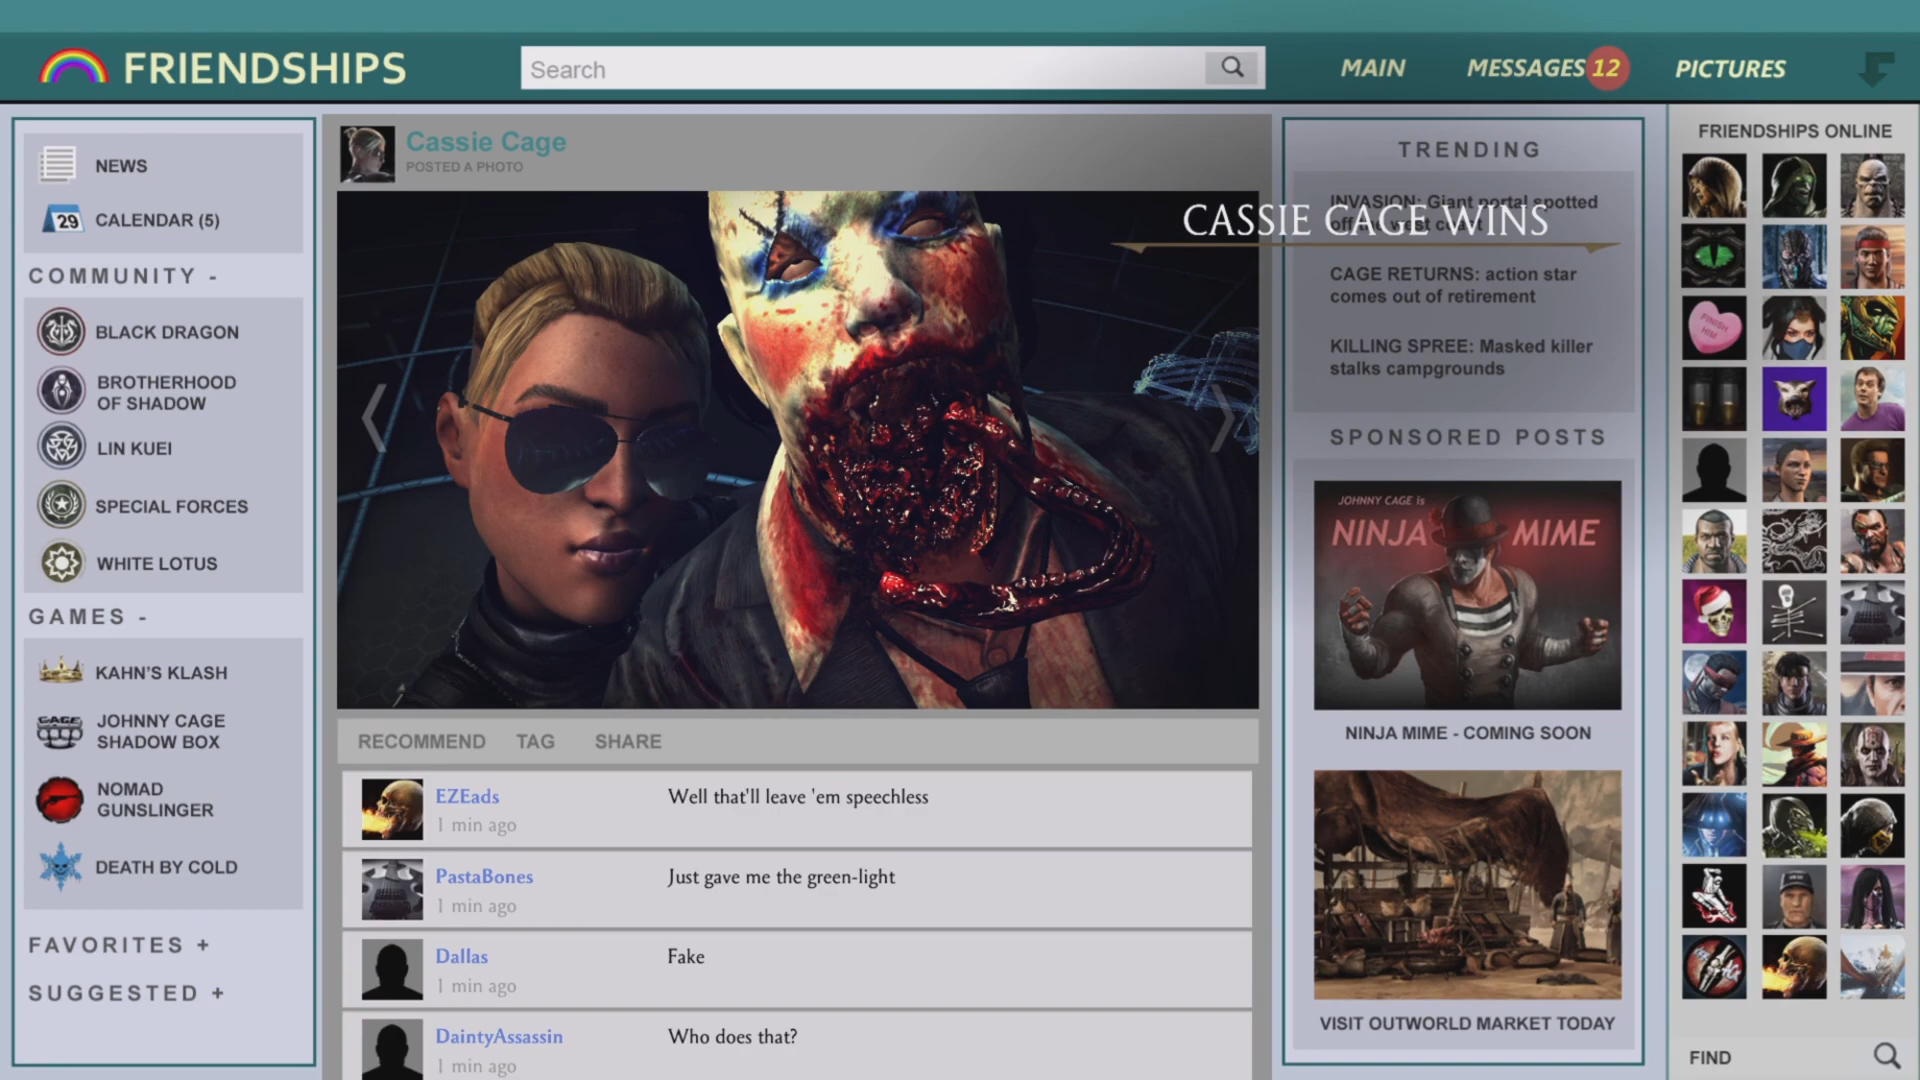 FRIENDSHIPS
Search
MAIN
MESSAGES 12
PICTURES
NEWS
29
CALENDAR (5)
COMMUNITY -
BLACK DRAGON
BROTHERHOOD
OF SHADOW
LIN KUEI
SPECIAL FORCES
WHITE LOTUS
GAMES -
KAHN'S KLASH
CAGE
JOHNNY CAGE
SHADOW BOX
NOMAD
GUNSLINGER
DEATH BY COLD
FAVORITES +
SUGGESTED +
Cassie Cage
POSTED A PHOTO
CASSIE CAGE WINS
RECOMMEND
TAG
SHARE
EZEads
1 min ago
Well that'll leave 'em speechless
PastaBones
1 min ago
Just gave me the green-light
Dallas
1 min ago
Fake
DaintyAssassin
1 min ago
Who does that?
TRENDING
INVASION: Giant portal spotted
off the west coast
CAGE RETURNS: action star
comes out of retirement
KILLING SPREE: Masked killer
stalks campgrounds
SPONSORED POSTS
JOHNNY CAGE is
NINJA MIME
NINJA MIME - COMING SOON
VISIT OUTWORLD MARKET TODAY
FRIENDSHIPS ONLINE
FINISH
HIM
FIND